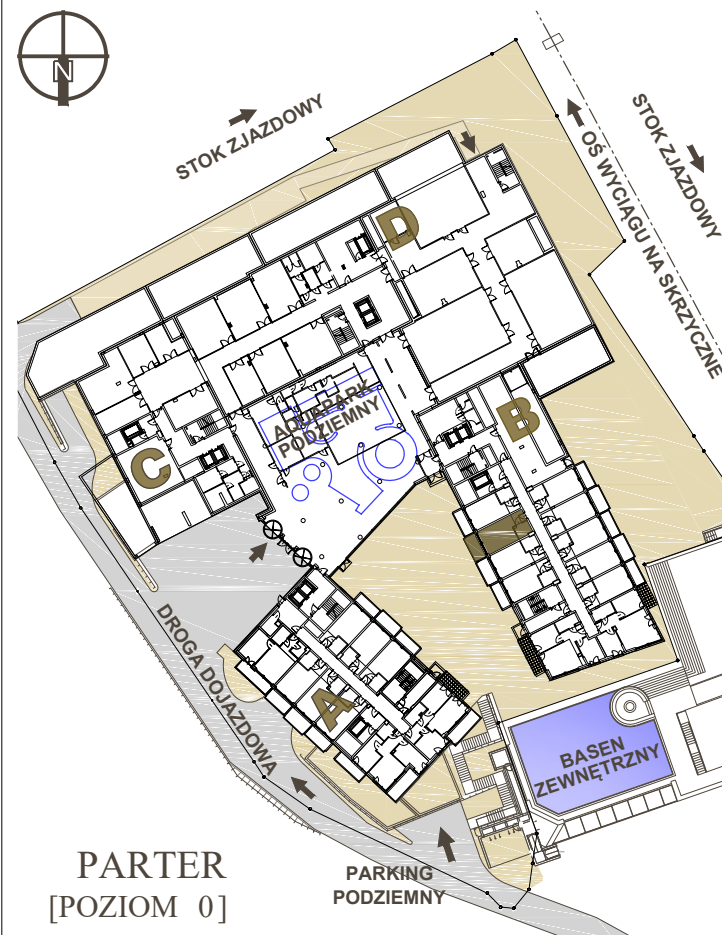 N
STOK ZJAZDOWY
STOK ZJAZDOWY
OŚ WYCIĄGU NA SKRZYCZNE
D
AQUAPARK
PODZIEMNY
B
C
DROGA DOJAZDOWA
A
BASEN
ZEWNĘTRZNY
PARTER
[POZIOM 0]
PARKING
PODZIEMNY